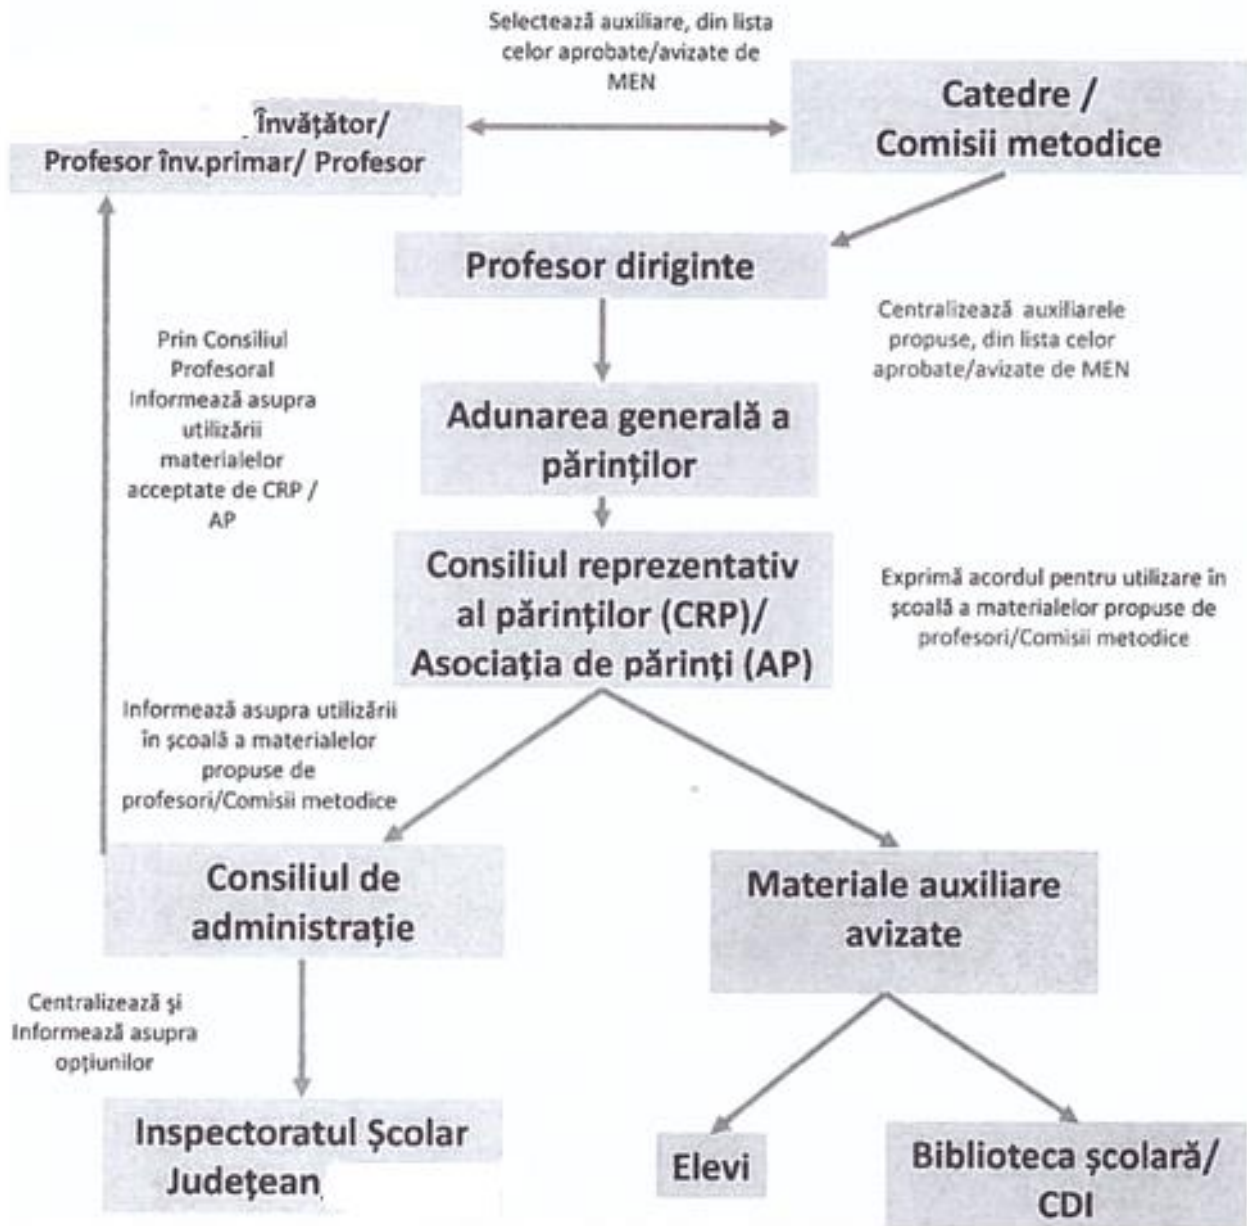 Selectează auxiliare, din lista
celor aprobate/avizate de
MEN
Catedre /
Comisii metodice
Învățător/
Profesor înv.primar/ Profesor
Profesor diriginte
Centralizează auxiliarele
propuse, din lista celor
aprobate/avizate de MEN
Prin Consiliul
Profesoral
Informează asupra
utilizării
materialelor
acceptate de CRP /
AP
Adunarea generală a
părinților
Consiliul reprezentativ
al părinților (CRP)/
Asociația de părinți (AP)
Exprimă acordul pentru utilizare în
școală a materialelor propuse de
profesori/Comisii metodice
Informează asupra utilizării
în școală a materialelor
propuse de
profesori/Comisii metodice
Consiliul de
administrație
Materiale auxiliare
avizate
Centralizează și
Informează asupra
opțiunilor
Inspectoratul Școlar
Județean
Elevi
Biblioteca școlară/
CDI